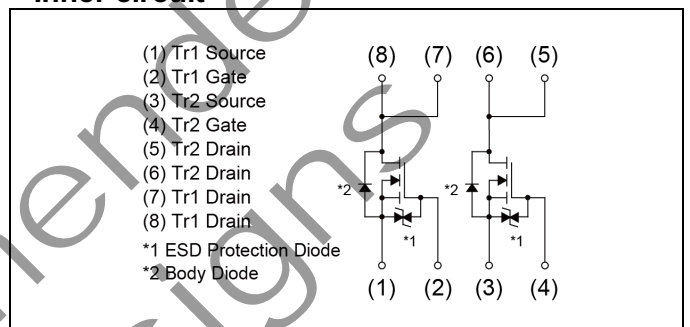 (1) Tr1 Source
(2) Tr1 Gate
(3) Tr2 Source
(4) Tr2 Gate
(5) Tr2 Drain
(6) Tr2 Drain
(7) Tr1 Drain
(8) Tr1 Drain
*1 ESD Protection Diode
*2 Body Diode
(8) (7) (6) (5)
*2 *2
*1 *1
(1) (2) (3) (4)